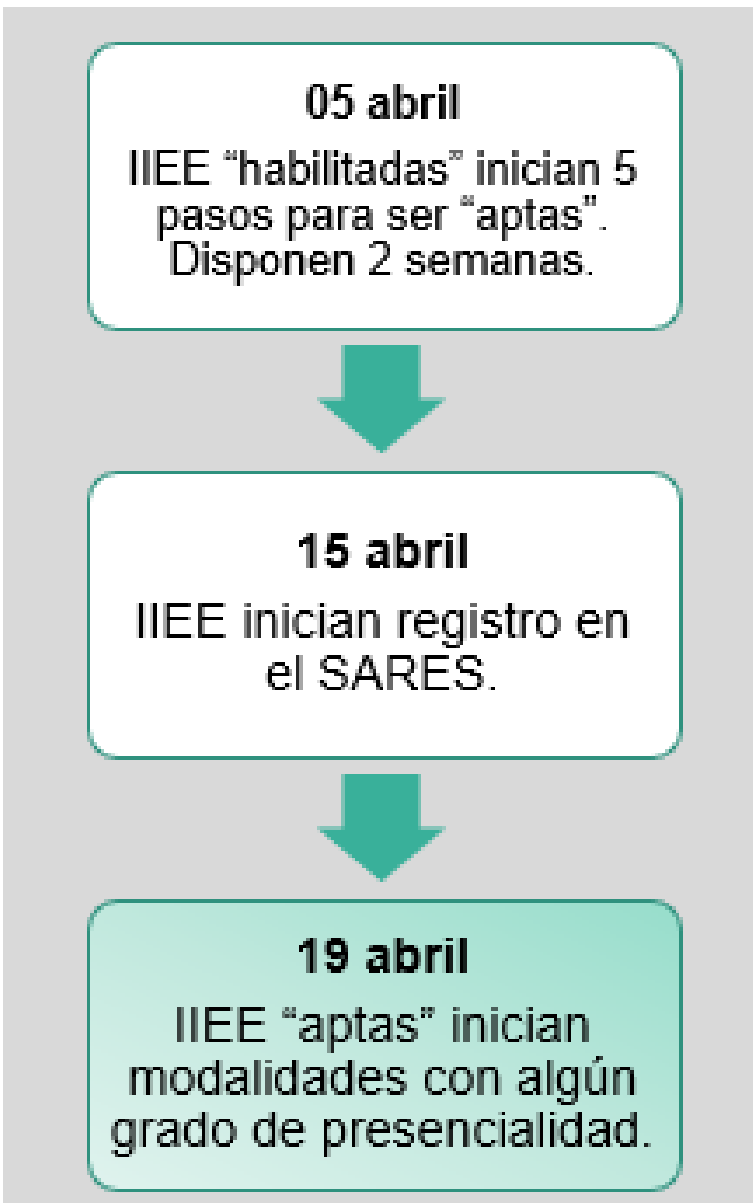 05 abril
IIEE “habilitadas” inician 5
pasos para ser “aptas”.
Disponen 2 semanas.
15 abril
IIEE inician registro en
el SARES.
19 abril
IIEE “aptas” inician
modalidades con algún
grado de presencialidad.